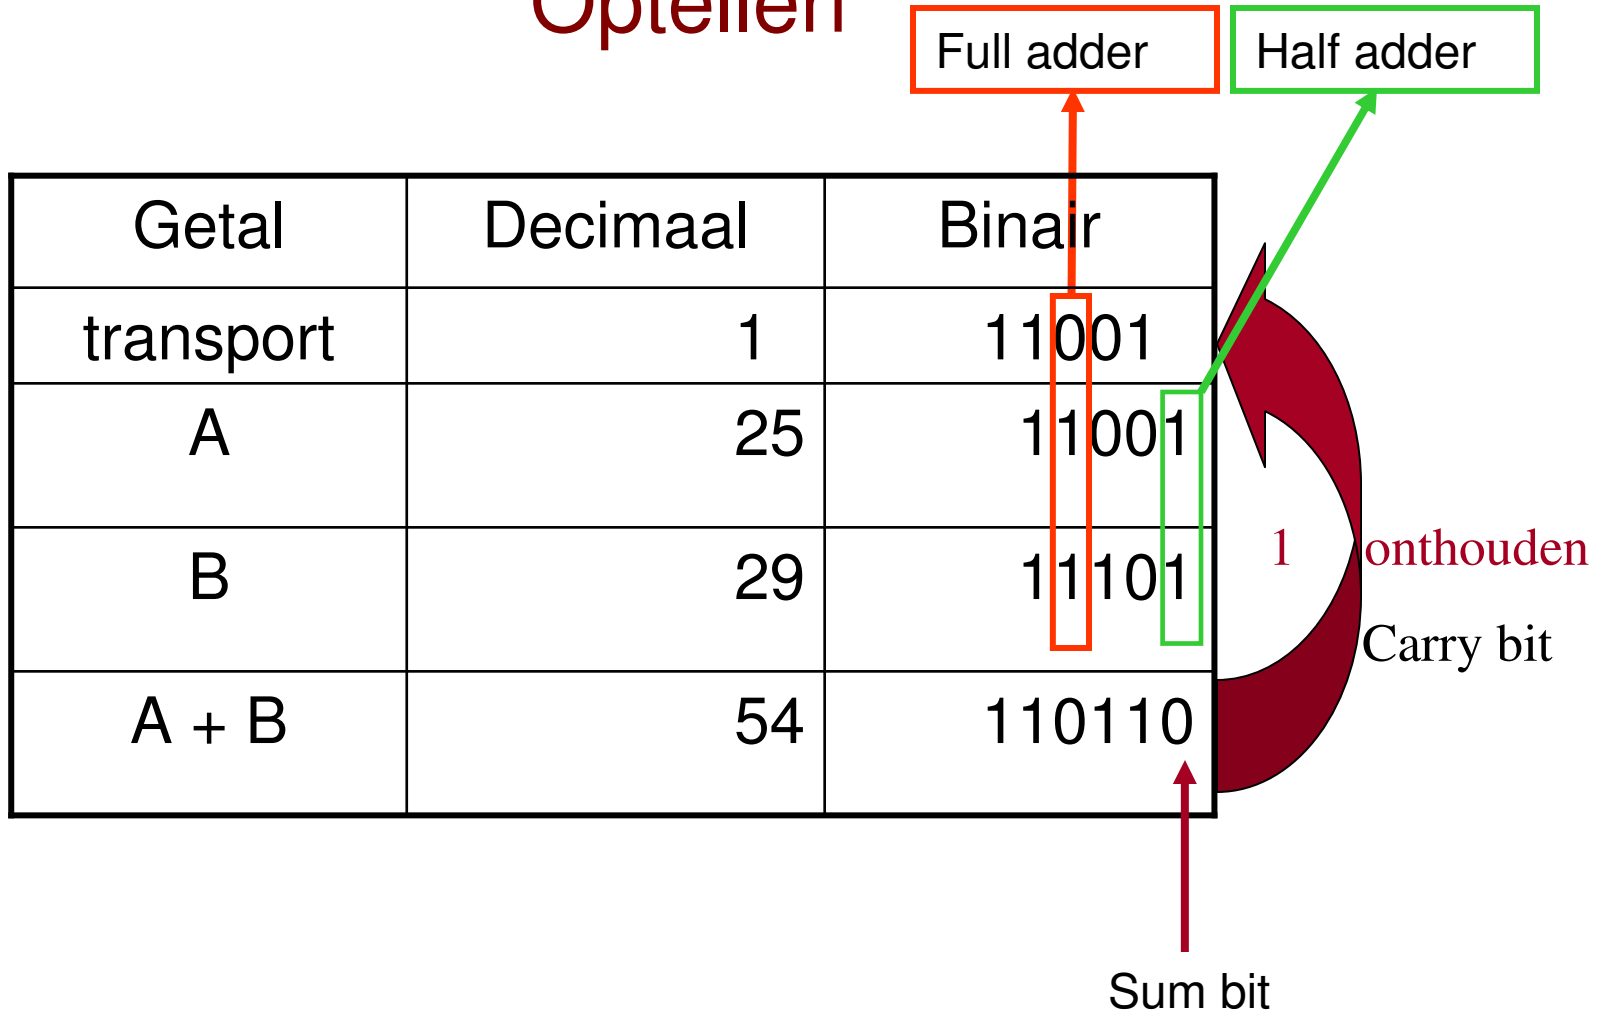 Optellen
Full adder Half adder
Getal Decimaal Binair
transport 1 11001
A 25 11001
B 29 11101
1 onthouden
Carry bit
A + B 54 110110
Sum bit